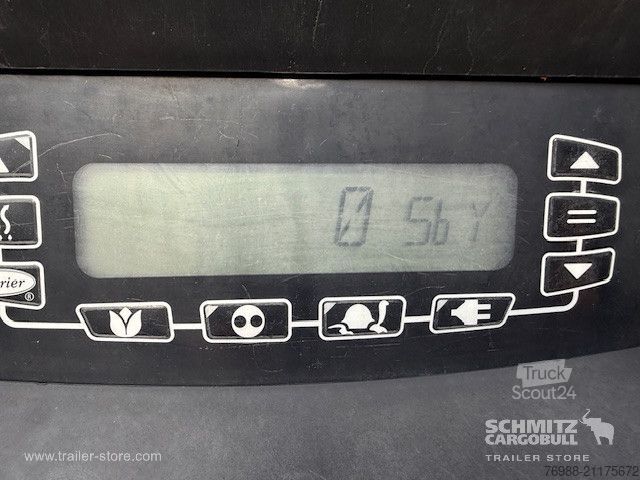 0 SbY
rier
®
Truck
Scout24
SCHMITZ
CARGOBULL
TRAILER STORE
www.trailer-store.com
76988-21175672